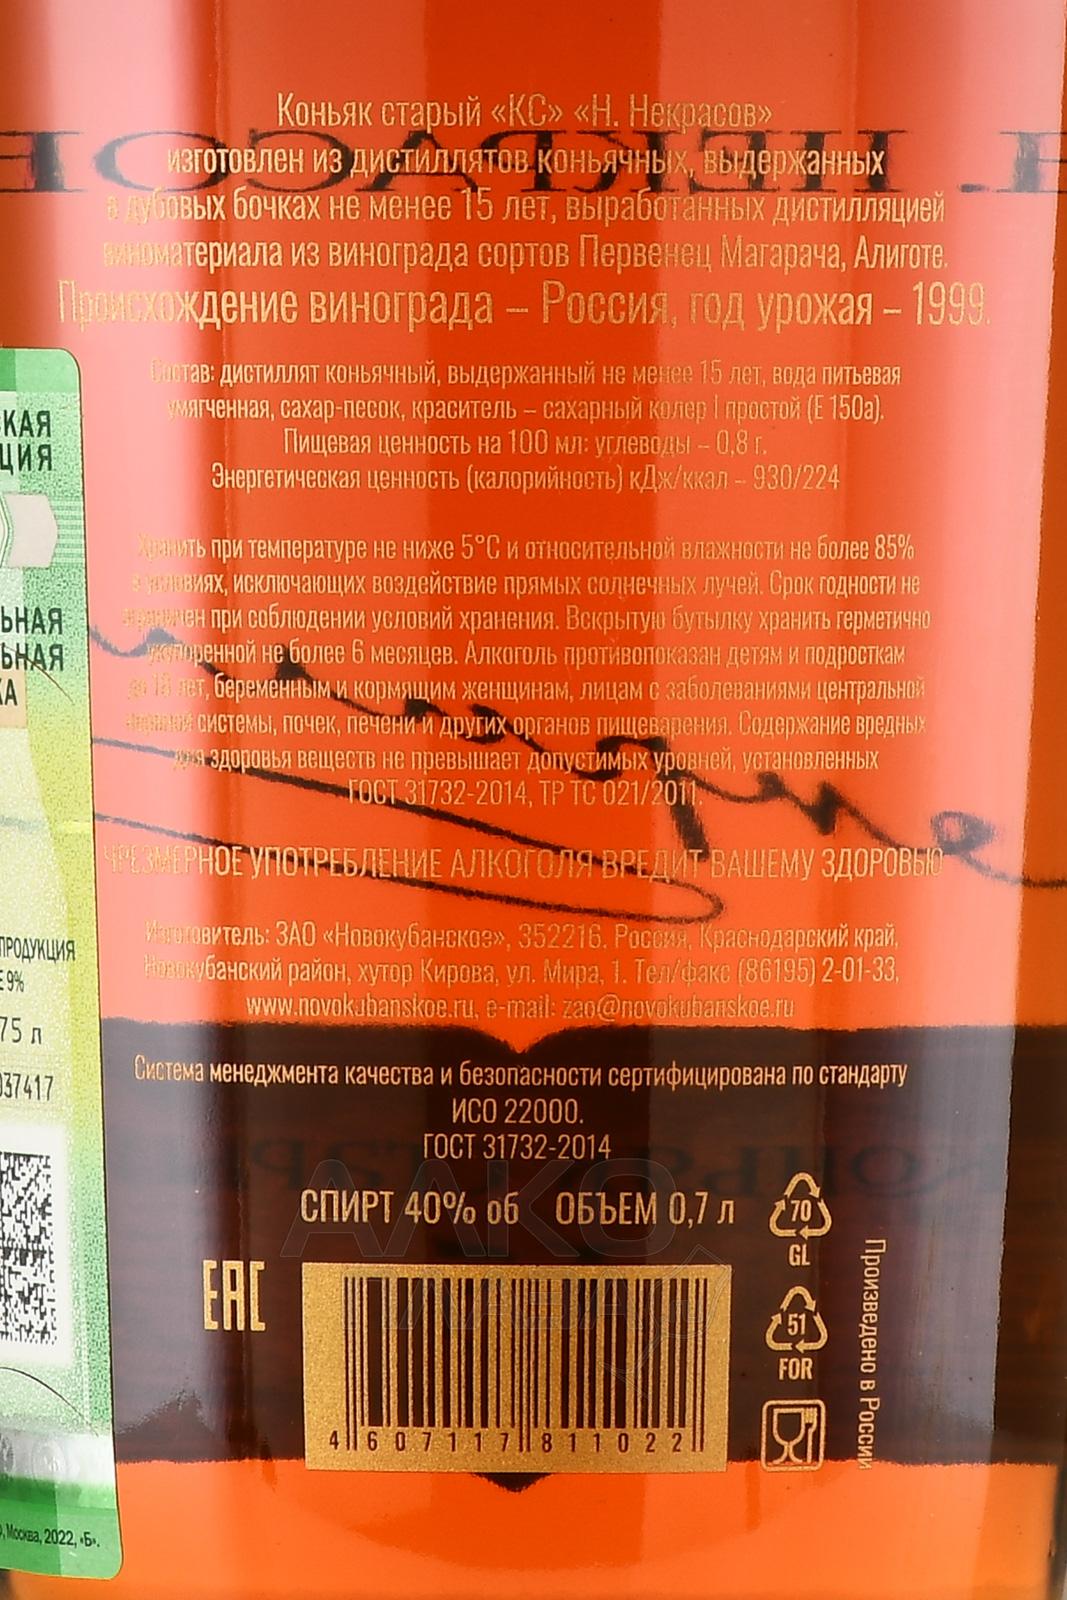 Коньяк старый «КС» «Н. Некрасов»
изготовлен из дистиллятов коньячных, выдержанных
в дубовых бочках не менее 15 лет, выработанных дистилляцией
виноматериала из винограда сортов Первенец Магарача, Алиготе.
Происхождение винограда – Россия, год урожая – 1999.
Состав: дистиллят коньячный, выдержанный не менее 15 лет, вода питьевая
умягченная, сахар-песок, краситель – сахарный колер I простой (Е 150а).
Пищевая ценность на 100 мл: углеводы – 0,8 г.
Энергетическая ценность (калорийность) кДж/ккал – 930/224
Хранить при температуре не ниже 5°С и относительной влажности не более 85%
в условиях, исключающих воздействие прямых солнечных лучей. Срок годности не
ограничен при соблюдении условий хранения. Вскрытую бутылку хранить герметично
укупоренной не более 6 месяцев. Алкоголь противопоказан детям и подросткам
до 18 лет, беременным и кормящим женщинам, лицам с заболеваниями центральной
нервной системы, почек, печени и других органов пищеварения. Содержание вредных
для здоровья веществ не превышает допустимых уровней, установленных
ГОСТ 31732-2014, ТР ТС 021/2011.
ЧРЕЗМЕРНОЕ УПОТРЕБЛЕНИЕ АЛКОГОЛЯ ВРЕДИТ ВАШЕМУ ЗДОРОВЬЮ
Изготовитель: ЗАО «Новокубанское», 352216, Россия, Краснодарский край,
Новокубанский район, хутор Кирова, ул. Мира, 1. Тел/факс (86195) 2-01-33,
www.novokubanskoe.ru, e-mail: zao@novokubanskoe.ru
Система менеджмента качества и безопасности сертифицирована по стандарту
ИСО 22000.
ГОСТ 31732-2014
СПИРТ 40% об ОБЪЕМ 0,7 л
70
GL
EAC
51
FOR
Произведено в России
4 607117 811022
СКАЯ
ЦИЯ
ЬНАЯ
ЬНАЯ
КА
ПРОДУКЦИЯ
Е 9%
75 л
037417
Москва, 2022, «Б».
АЛКО